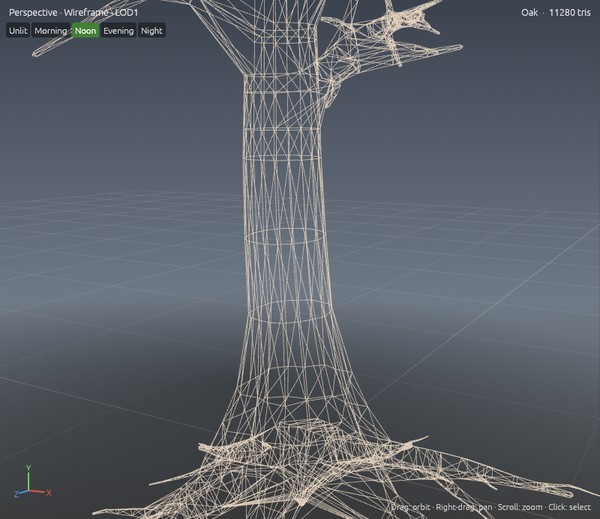 Perspective · Wireframe · LOD1
Oak · 11280 tris
Unlit Morning Noon Evening Night
Y
Z X
Drag: orbit · Right-drag: pan · Scroll: zoom · Click: select